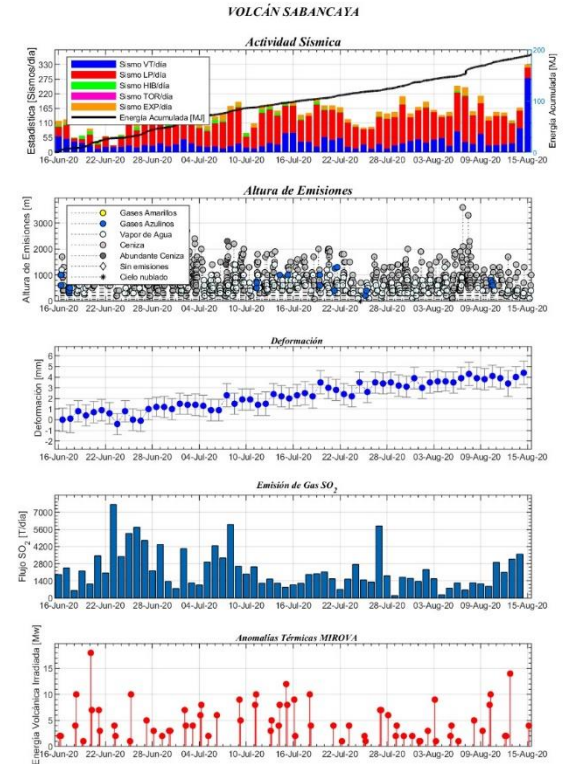 VOLCÁN SABANCAYA
Actividad Sísmica
Estadística [Sismos/día]
Energía Acumulada [MJ]
330
275
220
165
110
55
0
200
100
0
Sismo VT/día
Sismo LP/día
Sismo HIB/día
Sismo TOR/día
Sismo EXP/día
Energía Acumulada [MJ]
16-Jun-20 22-Jun-20 28-Jun-20 04-Jul-20 10-Jul-20 16-Jul-20 22-Jul-20 28-Jul-20 03-Aug-20 09-Aug-20 15-Aug-20
Altura de Emisiones
Altura de Emisiones [m]
3000
2000
1000
0
Gases Amarillos
Gases Azulinos
Vapor de Agua
Ceniza
Abundante Ceniza
Sin emisiones
Cielo nublado
16-Jun-20 22-Jun-20 28-Jun-20 04-Jul-20 10-Jul-20 16-Jul-20 22-Jul-20 28-Jul-20 03-Aug-20 09-Aug-20 15-Aug-20
Deformación
Deformación [mm]
6
5
4
3
2
1
0
-1
-2
16-Jun-20 22-Jun-20 28-Jun-20 04-Jul-20 10-Jul-20 16-Jul-20 22-Jul-20 28-Jul-20 03-Aug-20 09-Aug-20 15-Aug-20
Emisión de Gas SO2
Flujo SO2 [T/día]
7000
5600
4200
2800
1400
0
16-Jun-20 22-Jun-20 28-Jun-20 04-Jul-20 10-Jul-20 16-Jul-20 22-Jul-20 28-Jul-20 03-Aug-20 09-Aug-20 15-Aug-20
Anomalías Térmicas MIROVA
Energía Volcánica Irradiada [Mw]
15
10
5
0
16-Jun-20 22-Jun-20 28-Jun-20 04-Jul-20 10-Jul-20 16-Jul-20 22-Jul-20 28-Jul-20 03-Aug-20 09-Aug-20 15-Aug-20